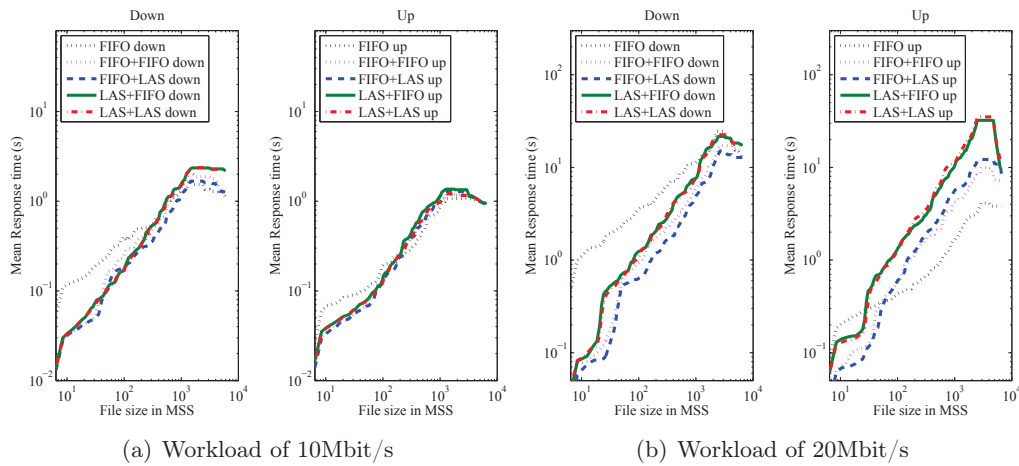 Down
Mean Response time (s)
10^1
10^0
10^−1
10^−2
FIFO down
FIFO+FIFO down
FIFO+LAS down
LAS+FIFO down
LAS+LAS down
10^1 10^2 10^3 10^4
File size in MSS
Up
Mean Response time (s)
10^1
10^0
10^−1
10^−2
FIFO up
FIFO+FIFO up
FIFO+LAS up
LAS+FIFO up
LAS+LAS up
10^1 10^2 10^3 10^4
File size in MSS
(a) Workload of 10Mbit/s
Down
Mean Response time (s)
10^2
10^1
10^0
10^−1
FIFO down
FIFO+FIFO down
FIFO+LAS down
LAS+FIFO down
LAS+LAS down
10^1 10^2 10^3 10^4
File size in MSS
Up
Mean Response time (s)
10^2
10^1
10^0
10^−1
FIFO up
FIFO+FIFO up
FIFO+LAS up
LAS+FIFO up
LAS+LAS up
10^1 10^2 10^3 10^4
File size in MSS
(b) Workload of 20Mbit/s